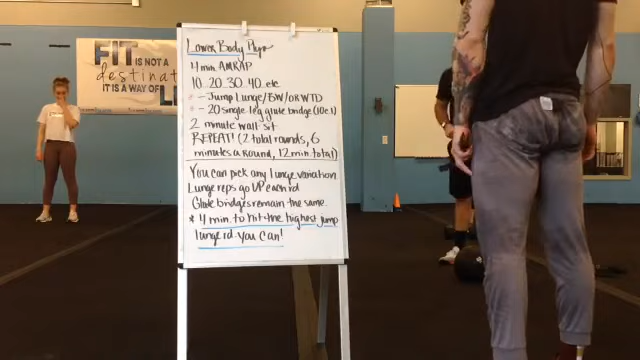 FIT IS NOT A
destinat
IT IS A WAY OF LI
Lower Body Plyo
4 min. AMRAP
10..20..30..40..etc
- Jump Lunge/BW/OR WTD
- 20 single leg glute bridge (10e.)
2 minute wall sit
REPEAT! (2 total rounds, 6
minutes a round, 12 min total)
You can pick any lunge variation
Lunge reps go UP each rd
Glute bridges remain the same.
* 4 min. to hit the highest jump
lunge rd you can!